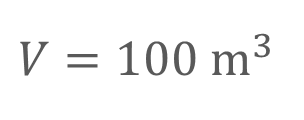 V = 100 m³